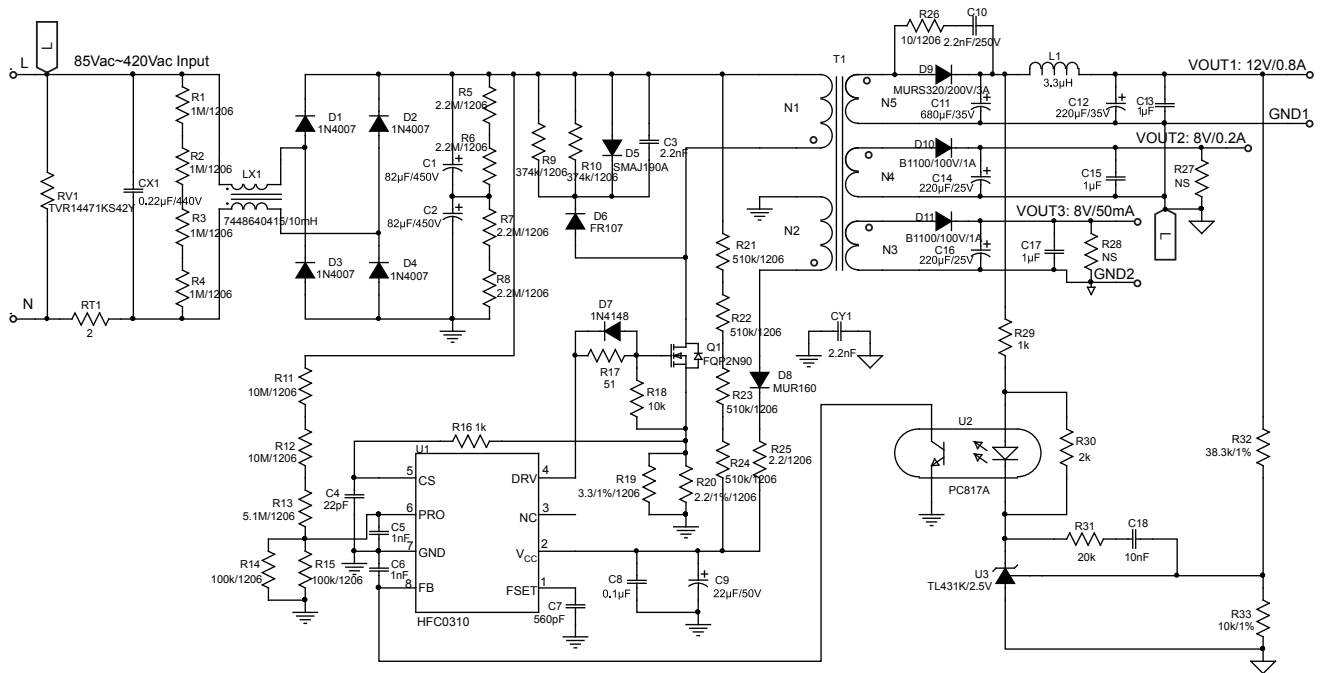 R26
10/1206
C10
2.2nF/250V
L
85Vac~420Vac Input
L
T1
D9
MURS320/200V/3A
L1
3.3µH
VOUT1: 12V/0.8A
R1
1M/1206
D1
1N4007
D2
1N4007
R5
2.2M/1206
N1
N5
C11
680µF/35V
C12
220µF/35V
C13
1µF
GND1
R2
1M/1206
R6
2.2M/1206
R9
374k/1206
R10
374k/1206
D5
SMAJ190A
C3
2.2nF
D10
B1100/100V/1A
VOUT2: 8V/0.2A
RV1
TVR14471KS42Y
CX1
0.22µF/440V
LX1
7448640415/10mH
C1
82µF/450V
N4
C14
220µF/25V
C15
1µF
R27
NS
R3
1M/1206
C2
82µF/450V
R7
2.2M/1206
D6
FR107
N2
D11
B1100/100V/1A
VOUT3: 8V/50mA
L
R4
1M/1206
D3
1N4007
D4
1N4007
R8
2.2M/1206
R21
510k/1206
N3
C16
220µF/25V
C17
1µF
R28
NS
GND2
N
RT1
2
D7
1N4148
R22
510k/1206
CY1
2.2nF
R29
1k
R17
51
Q1
FQP2N90
R11
10M/1206
R18
10k
R23
510k/1206
D8
MUR160
R12
10M/1206
R16 1k
U1
U2
PC817A
R30
2k
R32
38.3k/1%
R13
5.1M/1206
C4
22pF
5
CS
DRV
4
R19
3.3/1%/1206
R20
2.2/1%/1206
R24
510k/1206
R25
2.2/1206
6
PRO
NC
3
C5
1nF
7
GND
VCC
2
R31
20k
C18
10nF
R14
100k/1206
R15
100k/1206
C6
1nF
8
FB
FSET
1
C8
0.1µF
C9
22µF/50V
U3
TL431K/2.5V
HFC0310
C7
560pF
R33
10k/1%